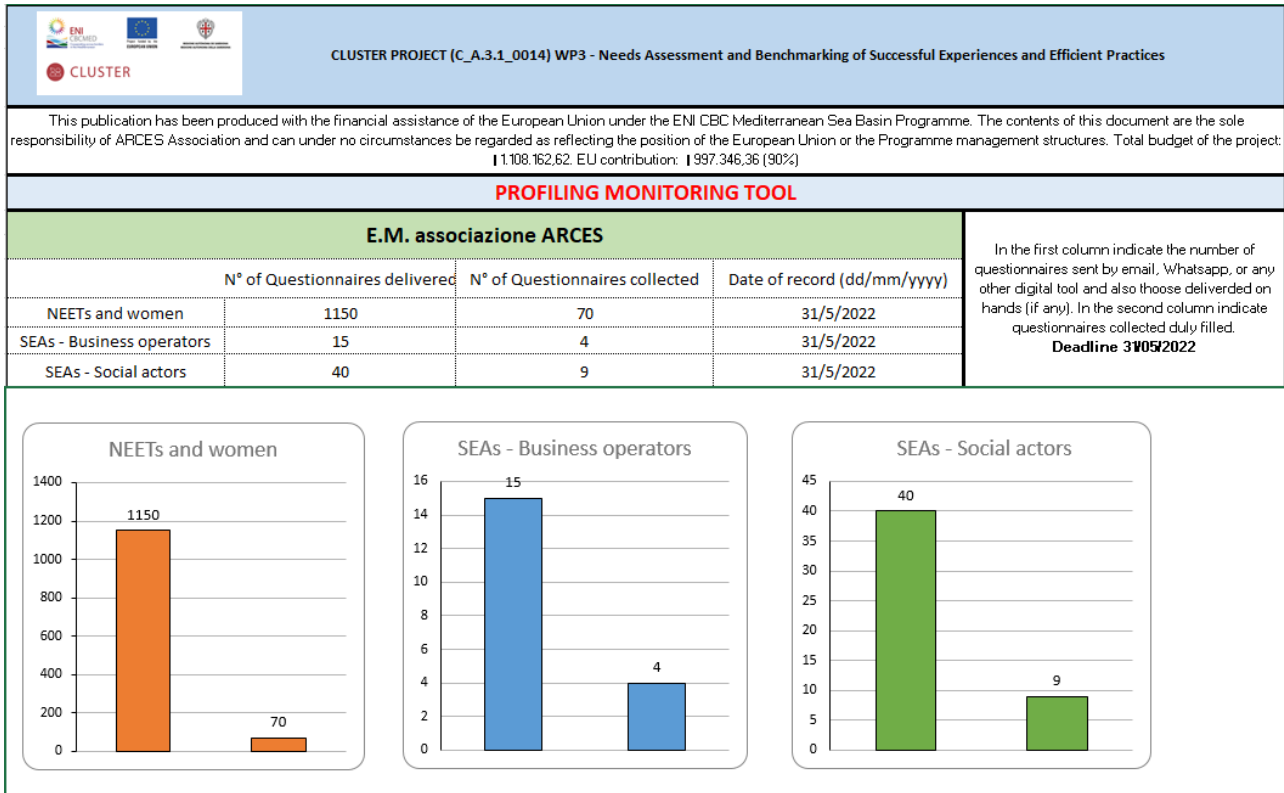 ENI
CBCMED
EUROPEAN UNION
CLUSTER
CLUSTER PROJECT (C_A.3.1_0014) WP3 - Needs Assessment and Benchmarking of Successful Experiences and Efficient Practices
This publication has been produced with the financial assistance of the European Union under the ENI CBC Mediterranean Sea Basin Programme. The contents of this document are the sole
responsibility of ARCES Association and can under no circumstances be regarded as reflecting the position of the European Union or the Programme management structures. Total budget of the project:
1.108.162,62. EU contribution: 997.346,36 (90%)
PROFILING MONITORING TOOL
E.M. associazione ARCES
N° of Questionnaires delivered N° of Questionnaires collected Date of record (dd/mm/yyyy)
NEETs and women 1150 70 31/5/2022
SEAs - Business operators 15 4 31/5/2022
SEAs - Social actors 40 9 31/5/2022
In the first column indicate the number of
questionnaires sent by email, Whatsapp, or any
other digital tool and also thoose deliverded on
hands (if any). In the second column indicate
questionnaires collected duly filled.
Deadline 31/05/2022
NEETs and women
1400
1200
1000
800
600
400
200
0
1150
70
SEAs - Business operators
16
14
12
10
8
6
4
2
0
15
4
SEAs - Social actors
45
40
35
30
25
20
15
10
5
0
40
9